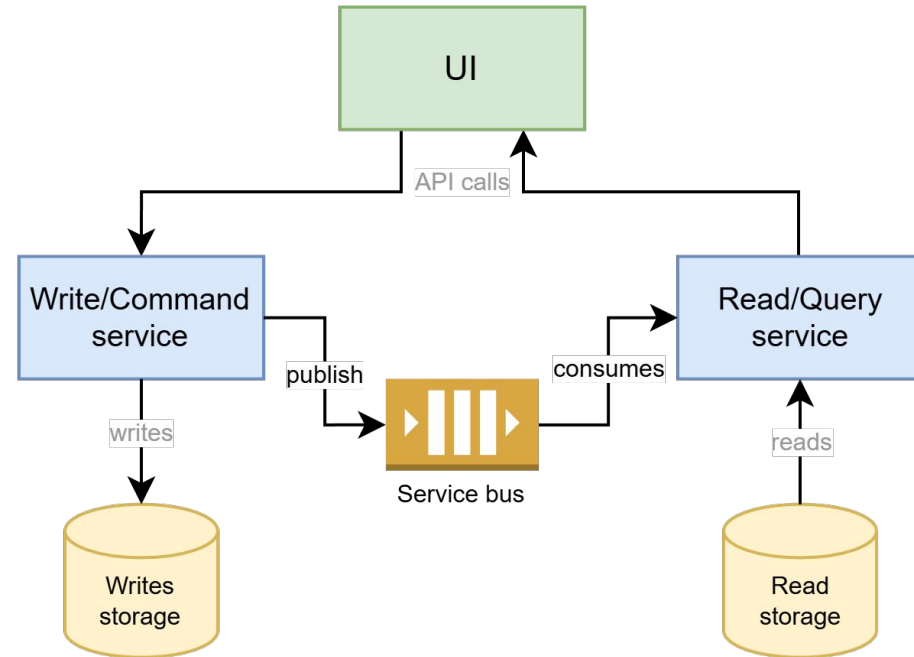 UI
API calls
Write/Command
service
Read/Query
service
publish
consumes
writes
reads
Service bus
Writes
storage
Read
storage